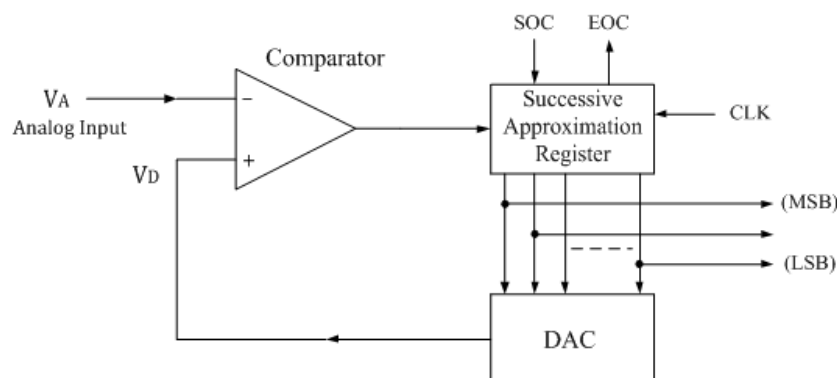 SOC EOC
Comparator
VA
Analog Input
−
+
VD
Successive
Approximation
Register
CLK
(MSB)
(LSB)
DAC